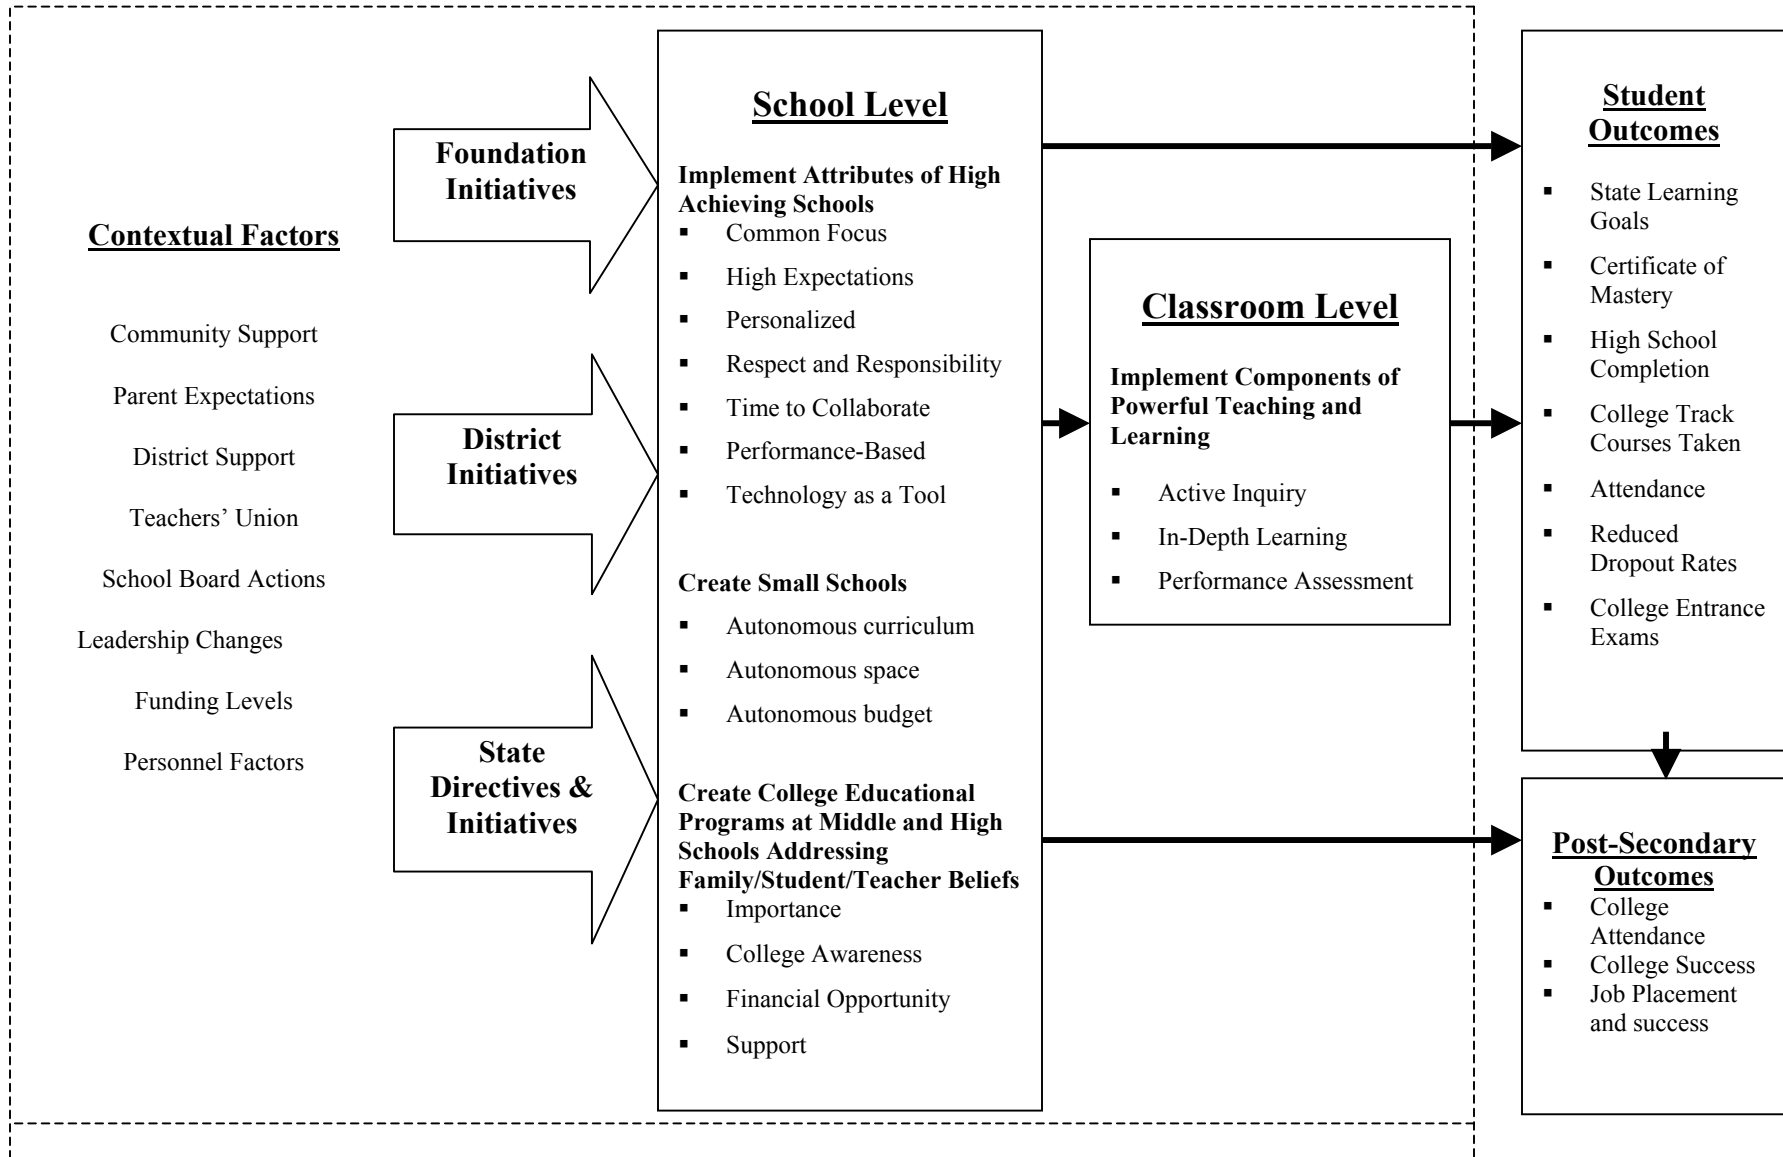 Contextual Factors
Community Support
Parent Expectations
District Support
Teachers’ Union
School Board Actions
Leadership Changes
Funding Levels
Personnel Factors
Foundation
Initiatives
District
Initiatives
State
Directives &
Initiatives
School Level
Implement Attributes of High
Achieving Schools
▪ Common Focus
▪ High Expectations
▪ Personalized
▪ Respect and Responsibility
▪ Time to Collaborate
▪ Performance-Based
▪ Technology as a Tool
Create Small Schools
▪ Autonomous curriculum
▪ Autonomous space
▪ Autonomous budget
Create College Educational
Programs at Middle and High
Schools Addressing
Family/Student/Teacher Beliefs
▪ Importance
▪ College Awareness
▪ Financial Opportunity
▪ Support
Classroom Level
Implement Components of
Powerful Teaching and
Learning
▪ Active Inquiry
▪ In-Depth Learning
▪ Performance Assessment
Student
Outcomes
▪ State Learning
Goals
▪ Certificate of
Mastery
▪ High School
Completion
▪ College Track
Courses Taken
▪ Attendance
▪ Reduced
Dropout Rates
▪ College Entrance
Exams
Post-Secondary
Outcomes
▪ College
Attendance
▪ College Success
▪ Job Placement
and success